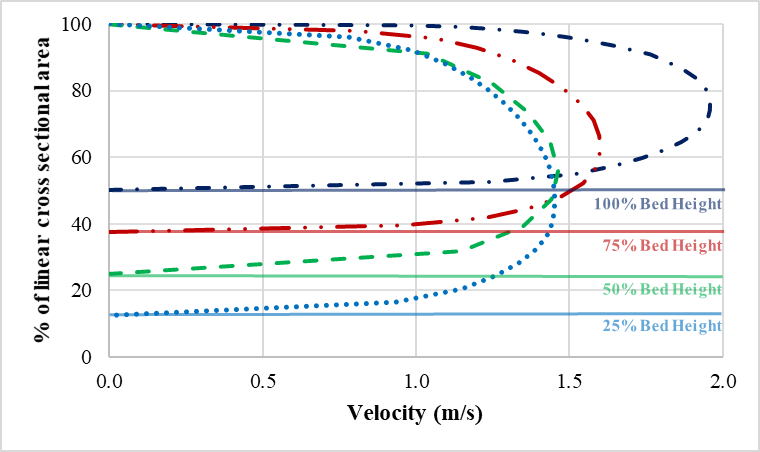 % of linear cross sectional area
100
80
60
40
20
0
100% Bed Height
75% Bed Height
50% Bed Height
25% Bed Height
0.0 0.5 1.0 1.5 2.0
Velocity (m/s)